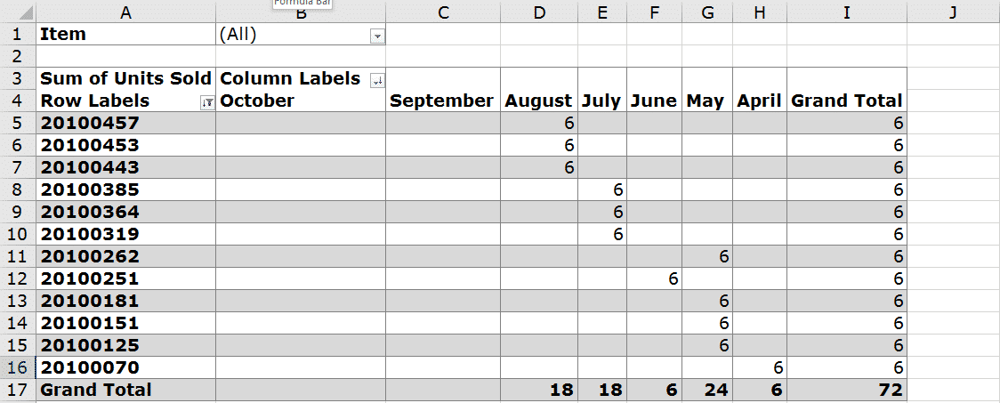 Formula Bar
A B C D E F G H I J
1 Item (All)
2
3 Sum of Units Sold Column Labels
4 Row Labels October September August July June May April Grand Total
5 20100457 6 6
6 20100453 6 6
7 20100443 6 6
8 20100385 6 6
9 20100364 6 6
10 20100319 6 6
11 20100262 6 6
12 20100251 6 6
13 20100181 6 6
14 20100151 6 6
15 20100125 6 6
16 20100070 6 6
17 Grand Total 18 18 6 24 6 72